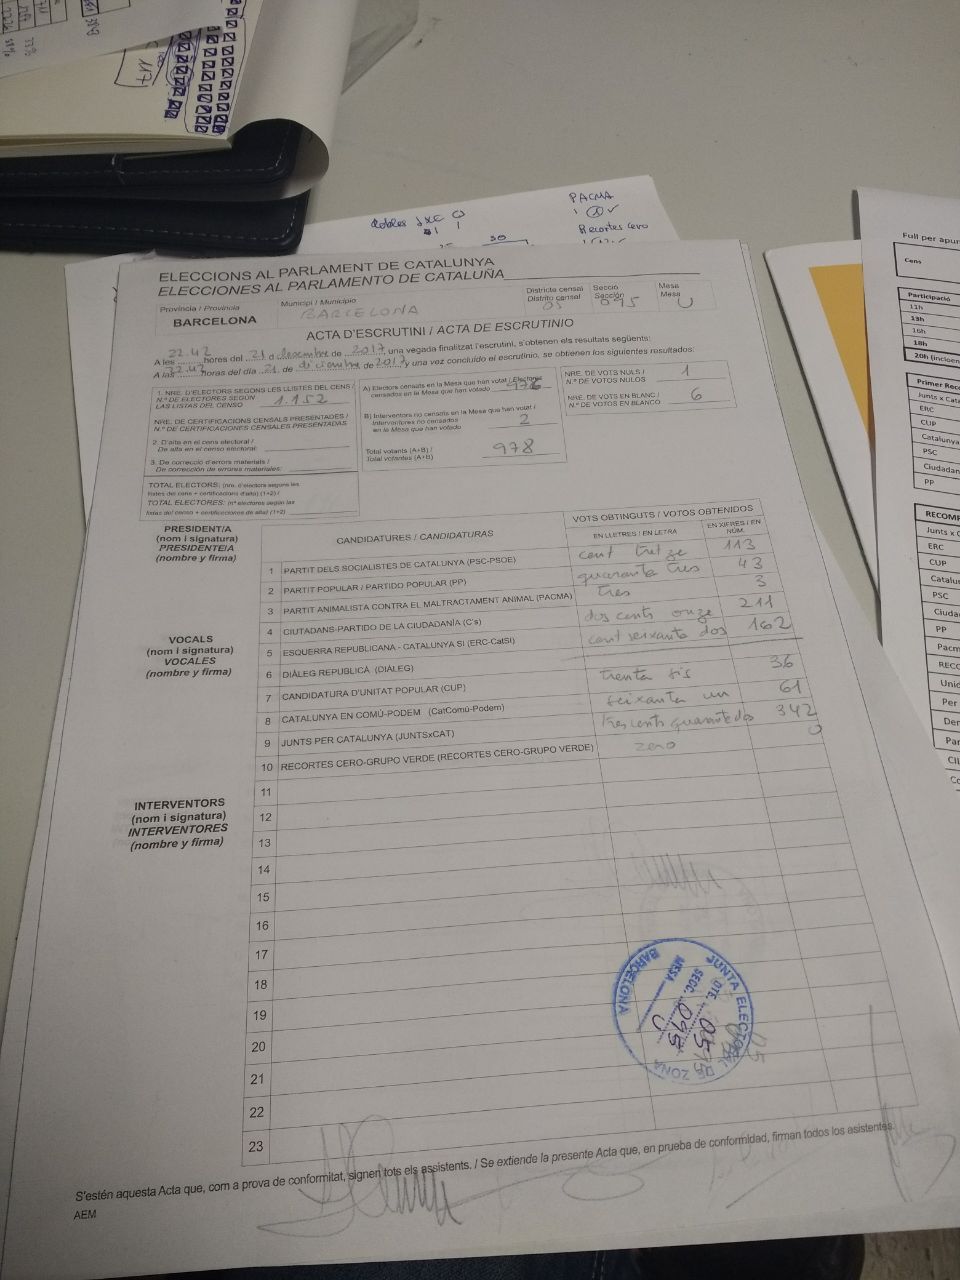 117
PACMA
dobles JxC 0
Recortes Cero
30
ELECCIONS AL PARLAMENT DE CATALUNYA
ELECCIONES AL PARLAMENTO DE CATALUÑA
Provincia / Provincia
BARCELONA
Municipi / Municipio
BARCELONA
Districte censal
Distrito censal
05
Secció
Sección
095
Mesa
Mesa
U
ACTA D'ESCRUTINI / ACTA DE ESCRUTINIO
A les 22.42 hores del 21 d desembre de 2017, una vegada finalitzat l'escrutini, s'obtenen els resultats següents:
A las 22.42 horas del día 21 de diciembre de 2017 y una vez concluido el escrutinio, se obtienen los siguientes resultados:
1. NRE. D'ELECTORS SEGONS LES LLISTES DEL CENS /
N.º DE ELECTORES SEGÚN
LAS LISTAS DEL CENSO 1.152
NRE. DE CERTIFICACIONS CENSALS PRESENTADES /
N.º DE CERTIFICACIONES CENSALES PRESENTADAS
2. D'alta en el cens electoral /
De alta en el censo electoral:
3. De correcció d'errors materials /
De corrección de errores materiales:
TOTAL ELECTORS: (nre. d'electors segons les
llistes del cens + certificacions d'alta) (1+2) /
TOTAL ELECTORES: (nº electores según las
listas del censo + certificaciones de alta) (1+2)
A) Electors censats en la Mesa que han votat / Electores
censados en la Mesa que han votado 976
B) Interventors no censats en la Mesa que han votat /
Interventores no censados
en la Mesa que han votado 2
Total votants (A+B) /
Total votantes (A+B) 978
NRE. DE VOTS NULS /
N.º DE VOTOS NULOS 1
NRE. DE VOTS EN BLANC /
N.º DE VOTOS EN BLANCO 6
PRESIDENT/A
(nom i signatura)
PRESIDENTE/A
(nombre y firma)
VOCALS
(nom i signatura)
VOCALES
(nombre y firma)
INTERVENTORS
(nom i signatura)
INTERVENTORES
(nombre y firma)
CANDIDATURES / CANDIDATURAS
VOTS OBTINGUTS / VOTOS OBTENIDOS
EN LLETRES / EN LETRA
EN XIFRES / EN NÚM.
1 PARTIT DELS SOCIALISTES DE CATALUNYA (PSC-PSOE) cent tretze 113
2 PARTIT POPULAR / PARTIDO POPULAR (PP) quaranta tres 43
3 PARTIT ANIMALISTA CONTRA EL MALTRACTAMENT ANIMAL (PACMA) tres 3
4 CIUTADANS-PARTIDO DE LA CIUDADANÍA (C's) dos cents onze 211
5 ESQUERRA REPUBLICANA - CATALUNYA SI (ERC-CatSI) cent seixanta dos 162
6 DIÀLEG REPUBLICÀ (DIÀLEG)
7 CANDIDATURA D'UNITAT POPULAR (CUP) trenta sis 36
8 CATALUNYA EN COMÚ-PODEM (CatComú-Podem) seixanta un 61
9 JUNTS PER CATALUNYA (JUNTSxCAT) trescents quaranta dos 342
10 RECORTES CERO-GRUPO VERDE (RECORTES CERO-GRUPO VERDE) zero 0
11
12
13
14
15
16
17
18
19
20
21
22
23
JUNTA ELECTORAL DE ZONA
BARCELONA
DTE. 05
SECC. 095
MESA U
S'estén aquesta Acta que, com a prova de conformitat, signen tots els assistents. / Se extiende la presente Acta que, en prueba de conformidad, firman todos los asistentes.
AEM
Full per apur
Cens
Participació
11h
13h
16h
18h
20h (incloen
Primer Reco
Junts x Cata
ERC
CUP
Catalunya
PSC
Ciudadan
PP
RECOMP
Junts x C
ERC
CUP
Catalu
PSC
Ciuda
PP
Pacm
RECO
Unid
Per
Der
Par
CIL
Co